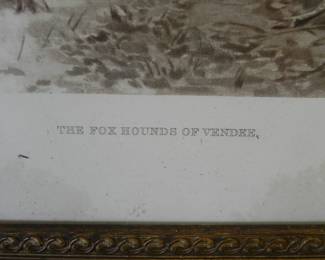 THE FOX HOUNDS OF VENDEE,